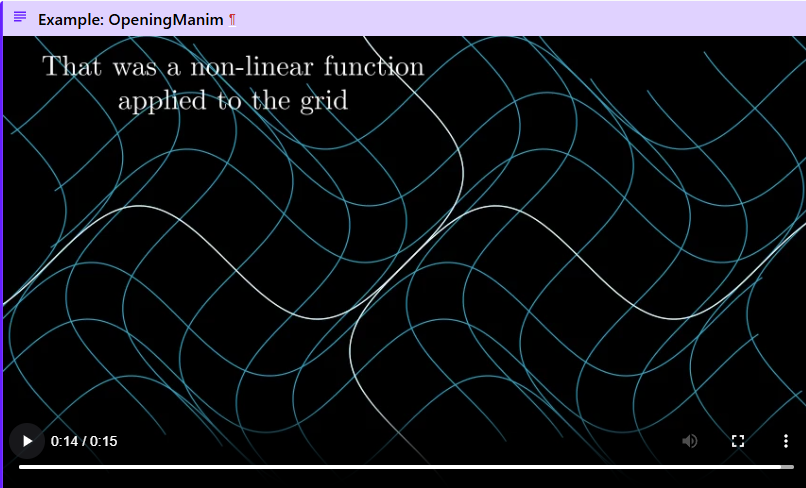 Example: OpeningManim ¶
That was a non-linear function
applied to the grid
0:14 / 0:15